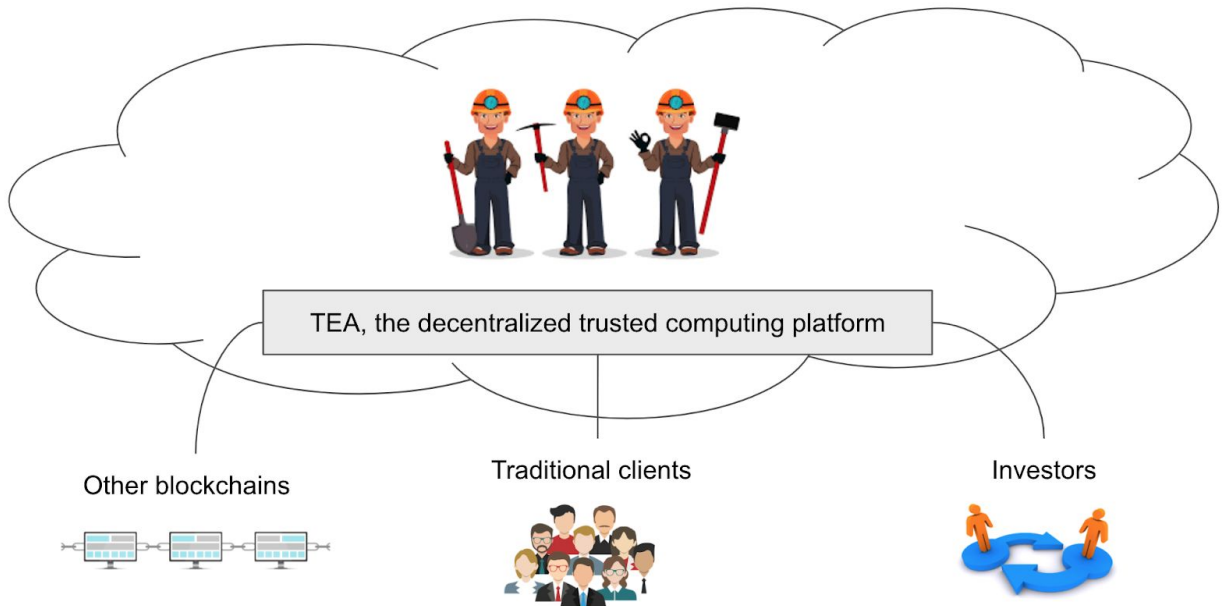 TEA, the decentralized trusted computing platform
Other blockchains
Traditional clients
Investors